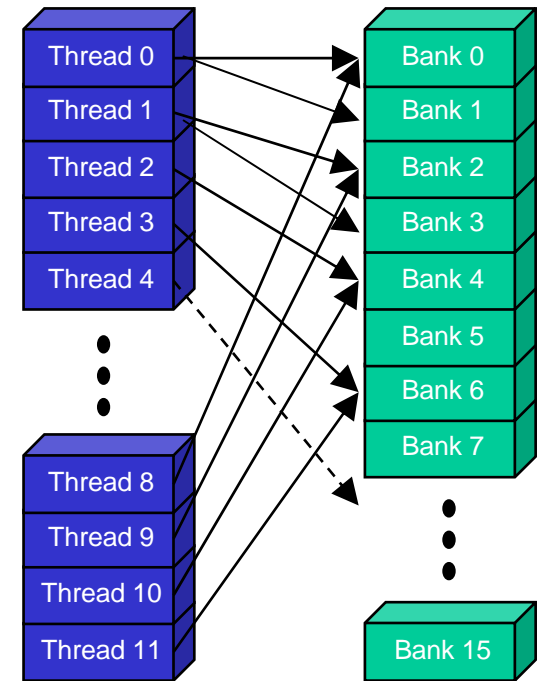 Thread 0
Thread 1
Thread 2
Thread 3
Thread 4
Thread 8
Thread 9
Thread 10
Thread 11
Bank 0
Bank 1
Bank 2
Bank 3
Bank 4
Bank 5
Bank 6
Bank 7
Bank 15